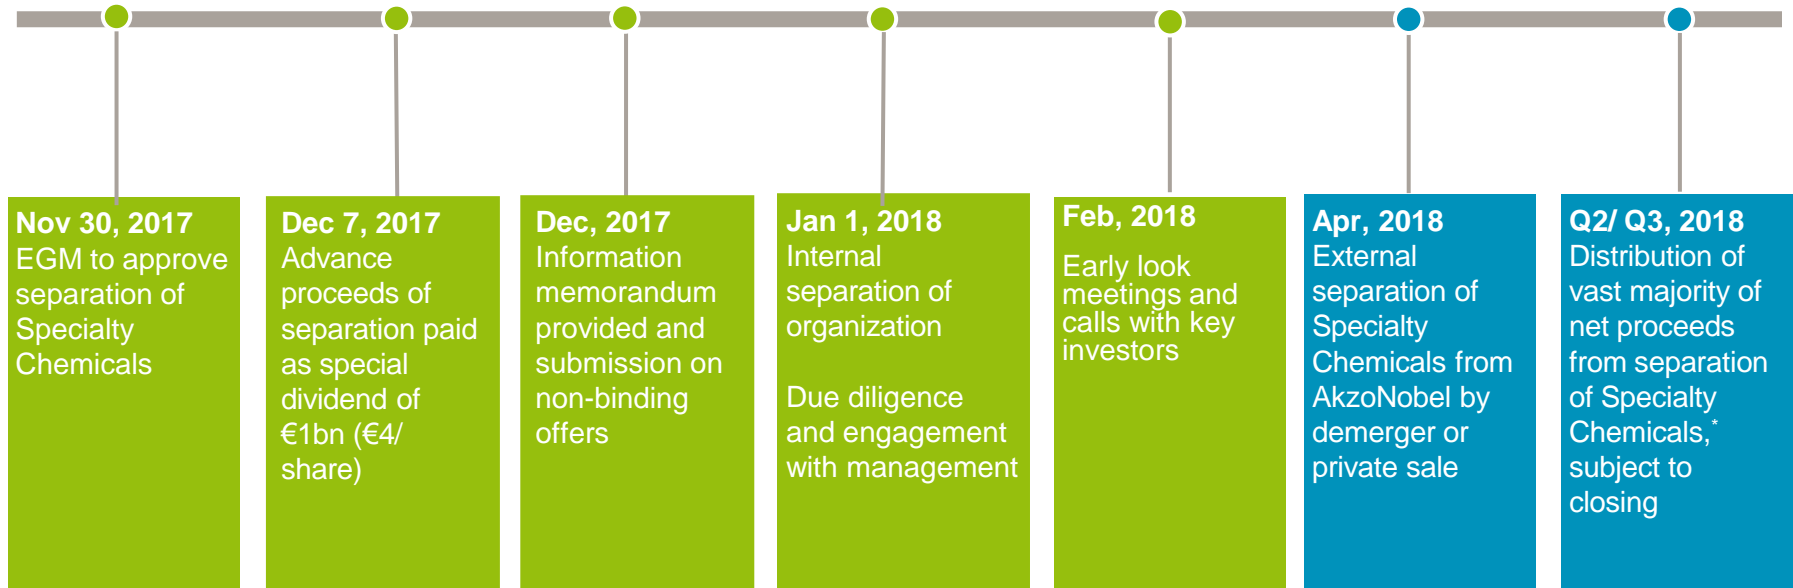 Nov 30, 2017
EGM to approve
separation of
Specialty
Chemicals
Dec 7, 2017
Advance
proceeds of
separation paid
as special
dividend of
€1bn (€4/
share)
Dec, 2017
Information
memorandum
provided and
submission on
non-binding
offers
Jan 1, 2018
Internal
separation of
organization
Due diligence
and engagement
with management
Feb, 2018
Early look
meetings and
calls with key
investors
Apr, 2018
External
separation of
Specialty
Chemicals from
AkzoNobel by
demerger or
private sale
Q2/ Q3, 2018
Distribution of
vast majority of
net proceeds
from separation
of Specialty
Chemicals,*
subject to
closing